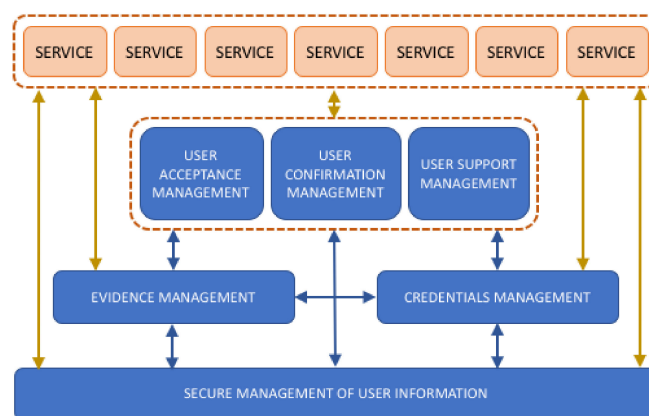 SERVICE SERVICE SERVICE SERVICE SERVICE SERVICE SERVICE
USER
ACCEPTANCE
MANAGEMENT
USER
CONFIRMATION
MANAGEMENT
USER SUPPORT
MANAGEMENT
EVIDENCE MANAGEMENT
CREDENTIALS MANAGEMENT
SECURE MANAGEMENT OF USER INFORMATION